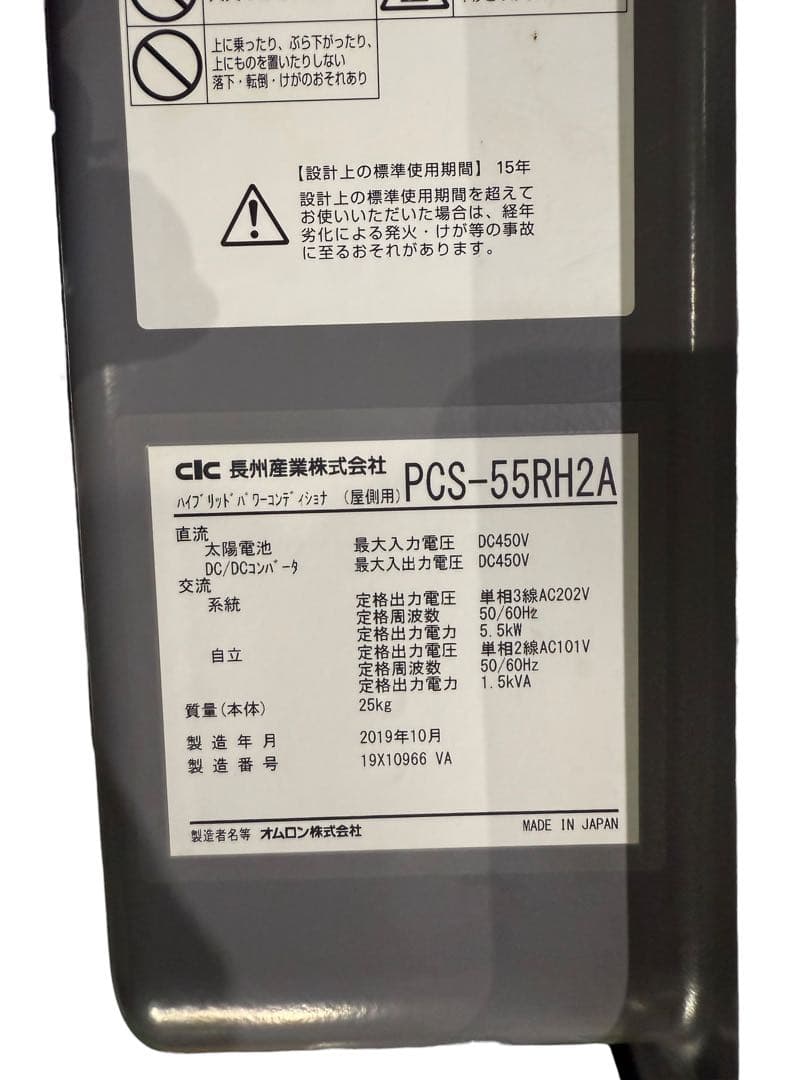 上に乗ったり、ぶら下がったり、
上にものを置いたりしない
落下・転倒・けがのおそれあり
【設計上の標準使用期間】 15年
設計上の標準使用期間を超えて
お使いいただいた場合は、経年
劣化による発火・けが等の事故
に至るおそれがあります。
CIC 長州産業株式会社 PCS-55RH2A
ﾊｲﾌﾞﾘｯﾄﾞﾊﾟﾜｰｺﾝﾃﾞｨｼｮﾅ (屋側用)
直流
太陽電池 最大入力電圧 DC450V
DC/DCｺﾝﾊﾞｰﾀ 最大入出力電圧 DC450V
交流
系統 定格出力電圧 単相3線AC202V
定格周波数 50/60Hz
定格出力電力 5.5kW
自立 定格出力電圧 単相2線AC101V
定格周波数 50/60Hz
定格出力電力 1.5kVA
質量(本体) 25kg
製造年月 2019年10月
製造番号 19X10966 VA
製造者名等 オムロン株式会社 MADE IN JAPAN